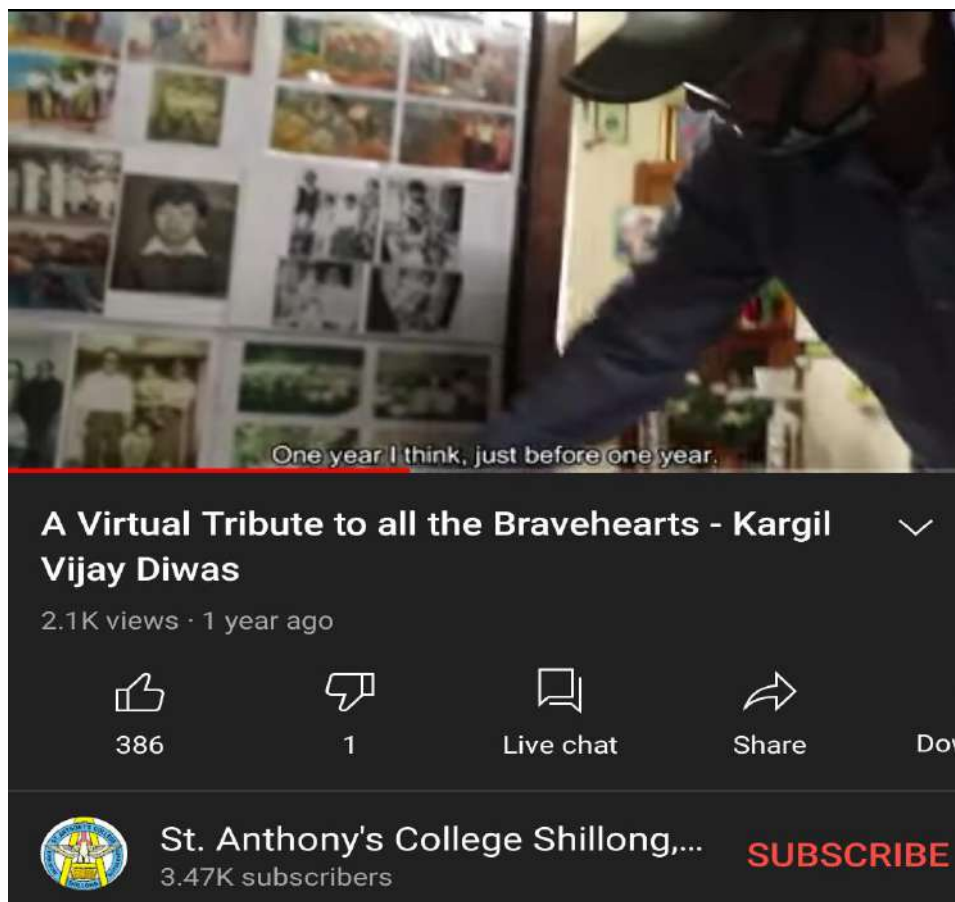 One year I think, just before one year.
A Virtual Tribute to all the Bravehearts - Kargil
Vijay Diwas
2.1K views · 1 year ago
386
1
Live chat
Share
Dow
St. Anthony's College Shillong,...
3.47K subscribers
SUBSCRIBE